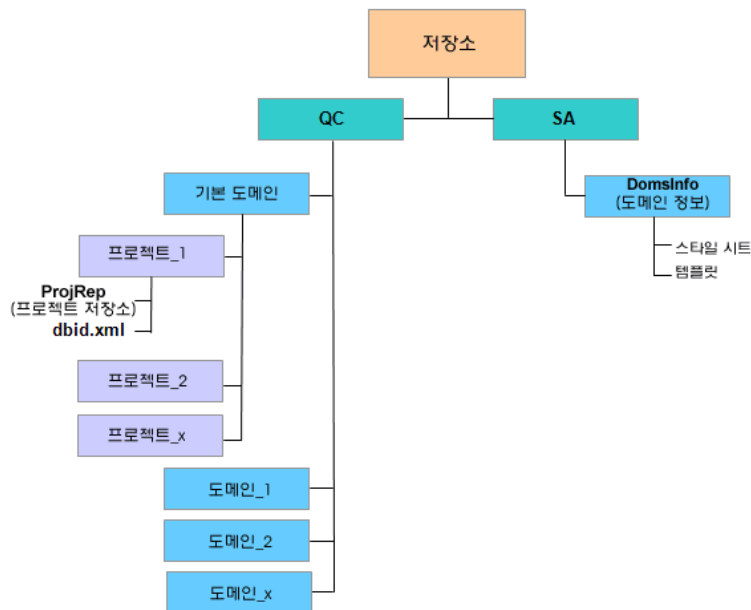 저장소
QC
SA
기본 도메인
DomsInfo
(도메인 정보)
스타일 시트
템플릿
프로젝트_1
ProjRep
(프로젝트 저장소)
dbid.xml
프로젝트_2
프로젝트_x
도메인_1
도메인_2
도메인_x